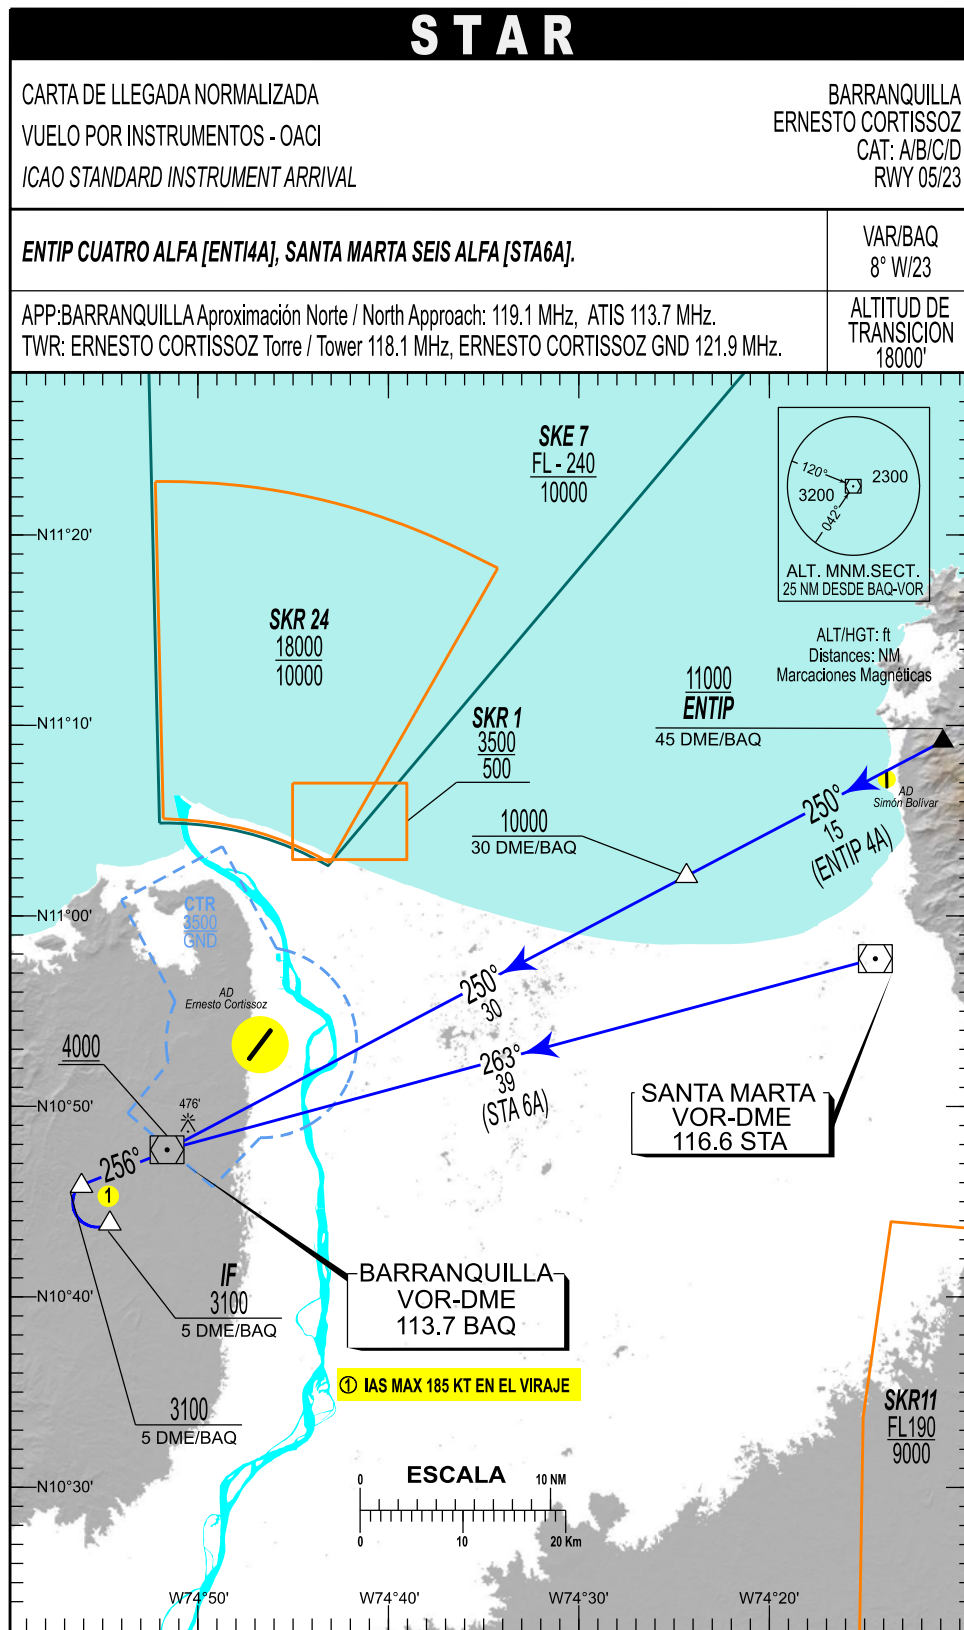 STAR
CARTA DE LLEGADA NORMALIZADA
VUELO POR INSTRUMENTOS - OACI
ICAO STANDARD INSTRUMENT ARRIVAL
BARRANQUILLA
ERNESTO CORTISSOZ
CAT: A/B/C/D
RWY 05/23
ENTIP CUATRO ALFA [ENTI4A], SANTA MARTA SEIS ALFA [STA6A].
VAR/BAQ
8° W/23
APP:BARRANQUILLA Aproximación Norte / North Approach: 119.1 MHz, ATIS 113.7 MHz.
TWR: ERNESTO CORTISSOZ Torre / Tower 118.1 MHz, ERNESTO CORTISSOZ GND 121.9 MHz.
ALTITUD DE
TRANSICION
18000'
SKE 7
FL - 240
10000
120°
2300
3200
042°
ALT. MNM.SECT.
25 NM DESDE BAQ-VOR
N11°20'
SKR 24
18000
10000
ALT/HGT: ft
Distances: NM
Marcaciones Magnéticas
11000
ENTIP
45 DME/BAQ
N11°10'
SKR 1
3500
500
AD
Simón Bolívar
250°
15
(ENTIP 4A)
10000
30 DME/BAQ
N11°00'
CTR
3500
GND
AD
Ernesto Cortissoz
250°
30
4000
263°
39
(STA 6A)
SANTA MARTA
VOR-DME
116.6 STA
N10°50'
476'
256°
1
IF
3100
5 DME/BAQ
BARRANQUILLA
VOR-DME
113.7 BAQ
N10°40'
1 IAS MAX 185 KT EN EL VIRAJE
3100
5 DME/BAQ
SKR11
FL190
9000
N10°30'
ESCALA
0
10 NM
0
10
20 Km
W74°50'
W74°40'
W74°30'
W74°20'